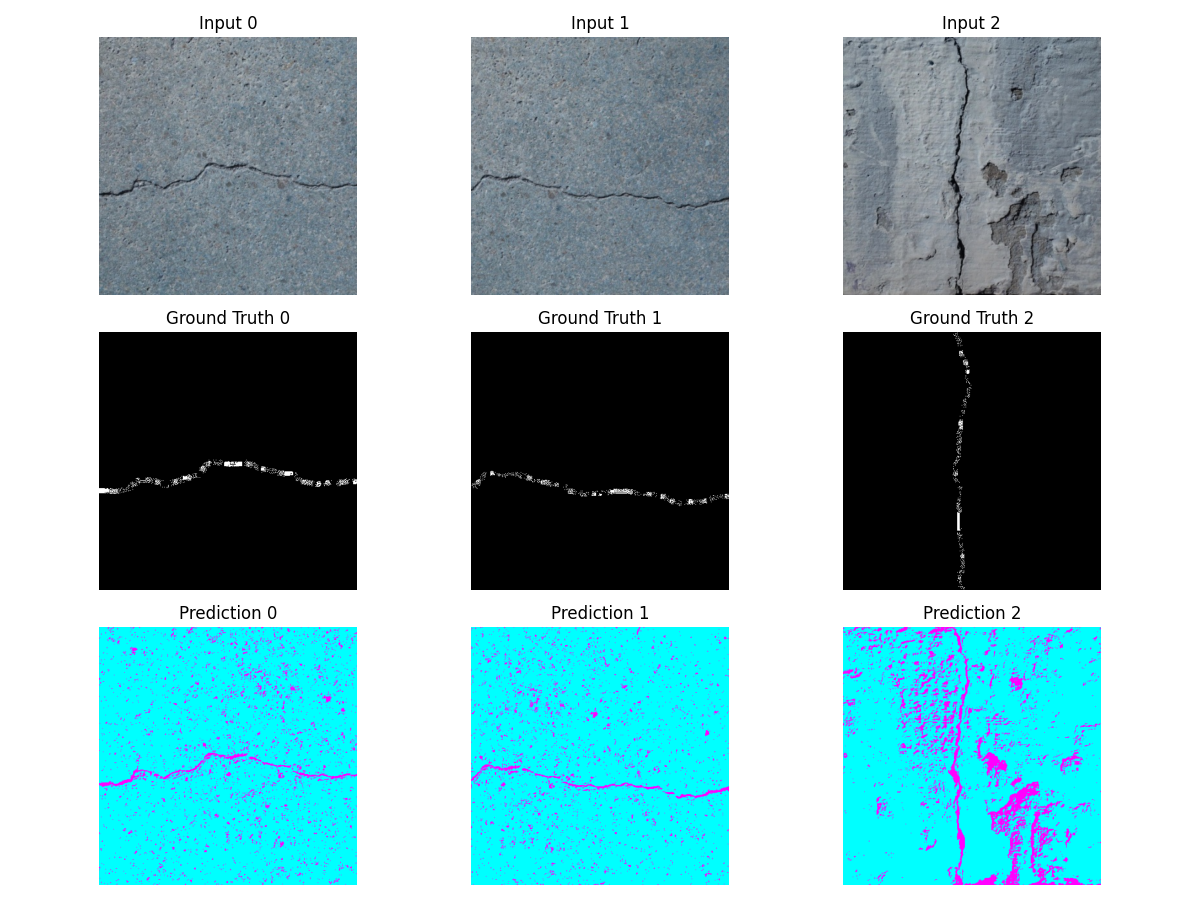 Input 0
Input 1
Input 2
Ground Truth 0
Ground Truth 1
Ground Truth 2
Prediction 0
Prediction 1
Prediction 2